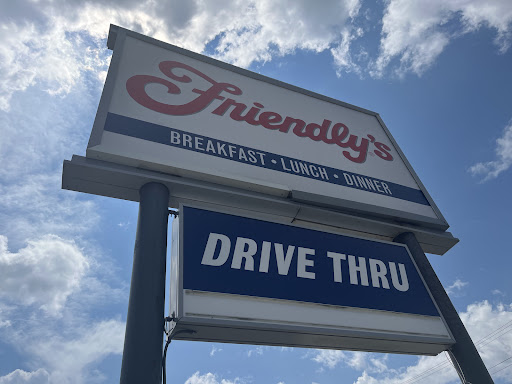 Friendly's
BREAKFAST • LUNCH • DINNER
DRIVE THRU